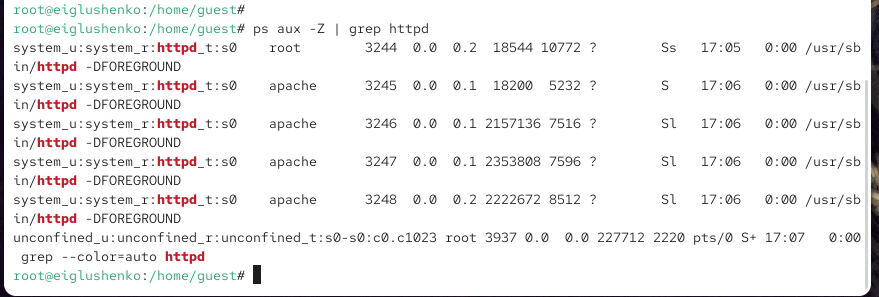 root@eiglushenko:/home/guest#
root@eiglushenko:/home/guest# ps aux -Z | grep httpd
system_u:system_r:httpd_t:s0    root        3244  0.0  0.2  18544 10772 ?        Ss   17:05   0:00 /usr/sb
in/httpd -DFOREGROUND
system_u:system_r:httpd_t:s0    apache      3245  0.0  0.1  18200  5232 ?        S    17:06   0:00 /usr/sb
in/httpd -DFOREGROUND
system_u:system_r:httpd_t:s0    apache      3246  0.0  0.1 2157136 7516 ?        Sl   17:06   0:00 /usr/sb
in/httpd -DFOREGROUND
system_u:system_r:httpd_t:s0    apache      3247  0.0  0.1 2353808 7596 ?        Sl   17:06   0:00 /usr/sb
in/httpd -DFOREGROUND
system_u:system_r:httpd_t:s0    apache      3248  0.0  0.2 2222672 8512 ?        Sl   17:06   0:00 /usr/sb
in/httpd -DFOREGROUND
unconfined_u:unconfined_r:unconfined_t:s0-s0:c0.c1023 root 3937 0.0  0.0 227712 2220 pts/0 S+ 17:07   0:00
 grep --color=auto httpd
root@eiglushenko:/home/guest#